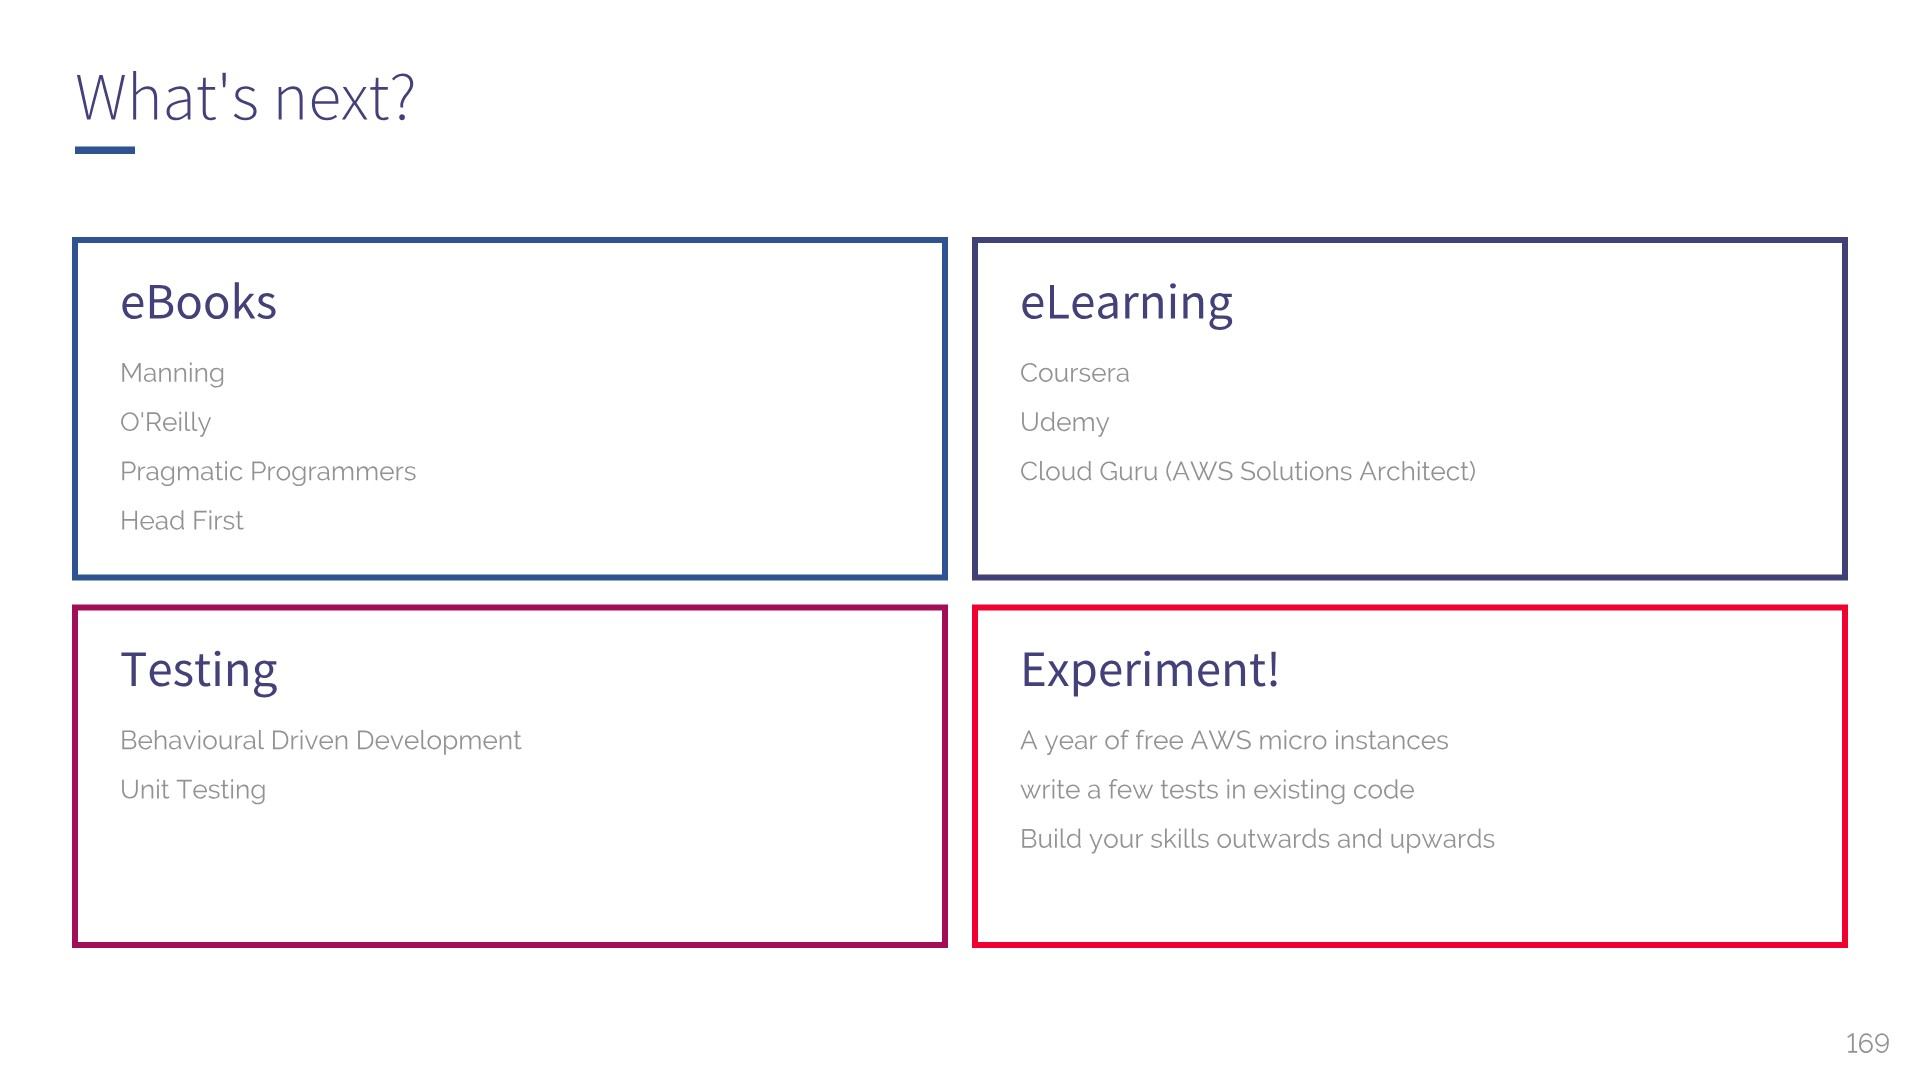 What's next?
eBooks
Manning
O'Reilly
Pragmatic Programmers
Head First
eLearning
Coursera
Udemy
Cloud Guru (AWS Solutions Architect)
Testing
Behavioural Driven Development
Unit Testing
Experiment!
A year of free AWS micro instances
write a few tests in existing code
Build your skills outwards and upwards
169